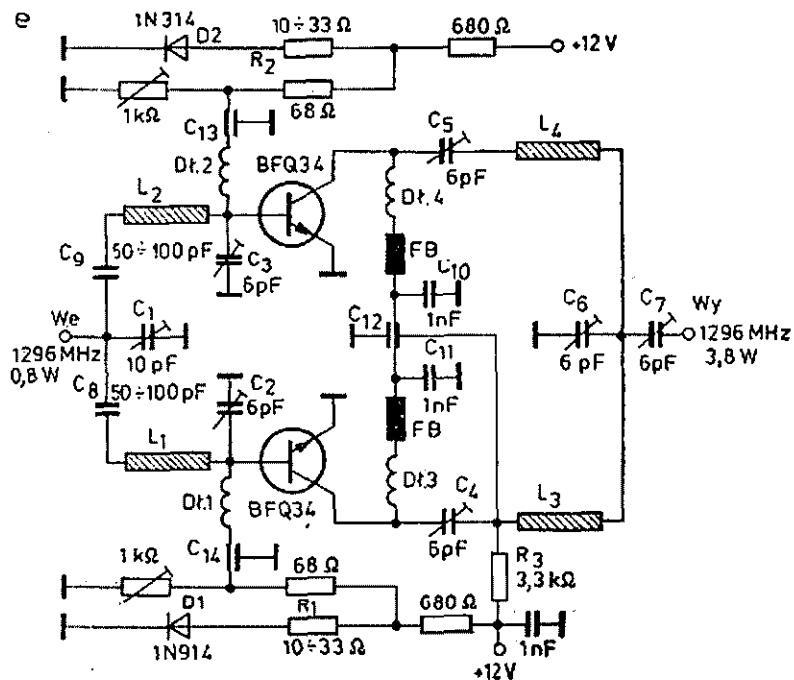 e
1N314
D2
10÷33 Ω
R2
680 Ω
+12 V
1kΩ
68 Ω
C13
Dł.2
BFQ34
C5
6pF
L4
L2
50÷100 pF
C9
C3
6pF
Dł.4
FB
C10
1nF
We
1296 MHz
0,8 W
C1
10 pF
C12
C6
6 pF
C7
6pF
Wy
1296 MHz
3,8 W
C8
50÷100pF
C2
6pF
C11
1nF
FB
L1
Dł.1
BFQ34
Dł.3
C4
6pF
L3
1kΩ
C14
68 Ω
R3
3,3 kΩ
D1
1N914
R1
10÷33 Ω
680 Ω
+12V
1nF